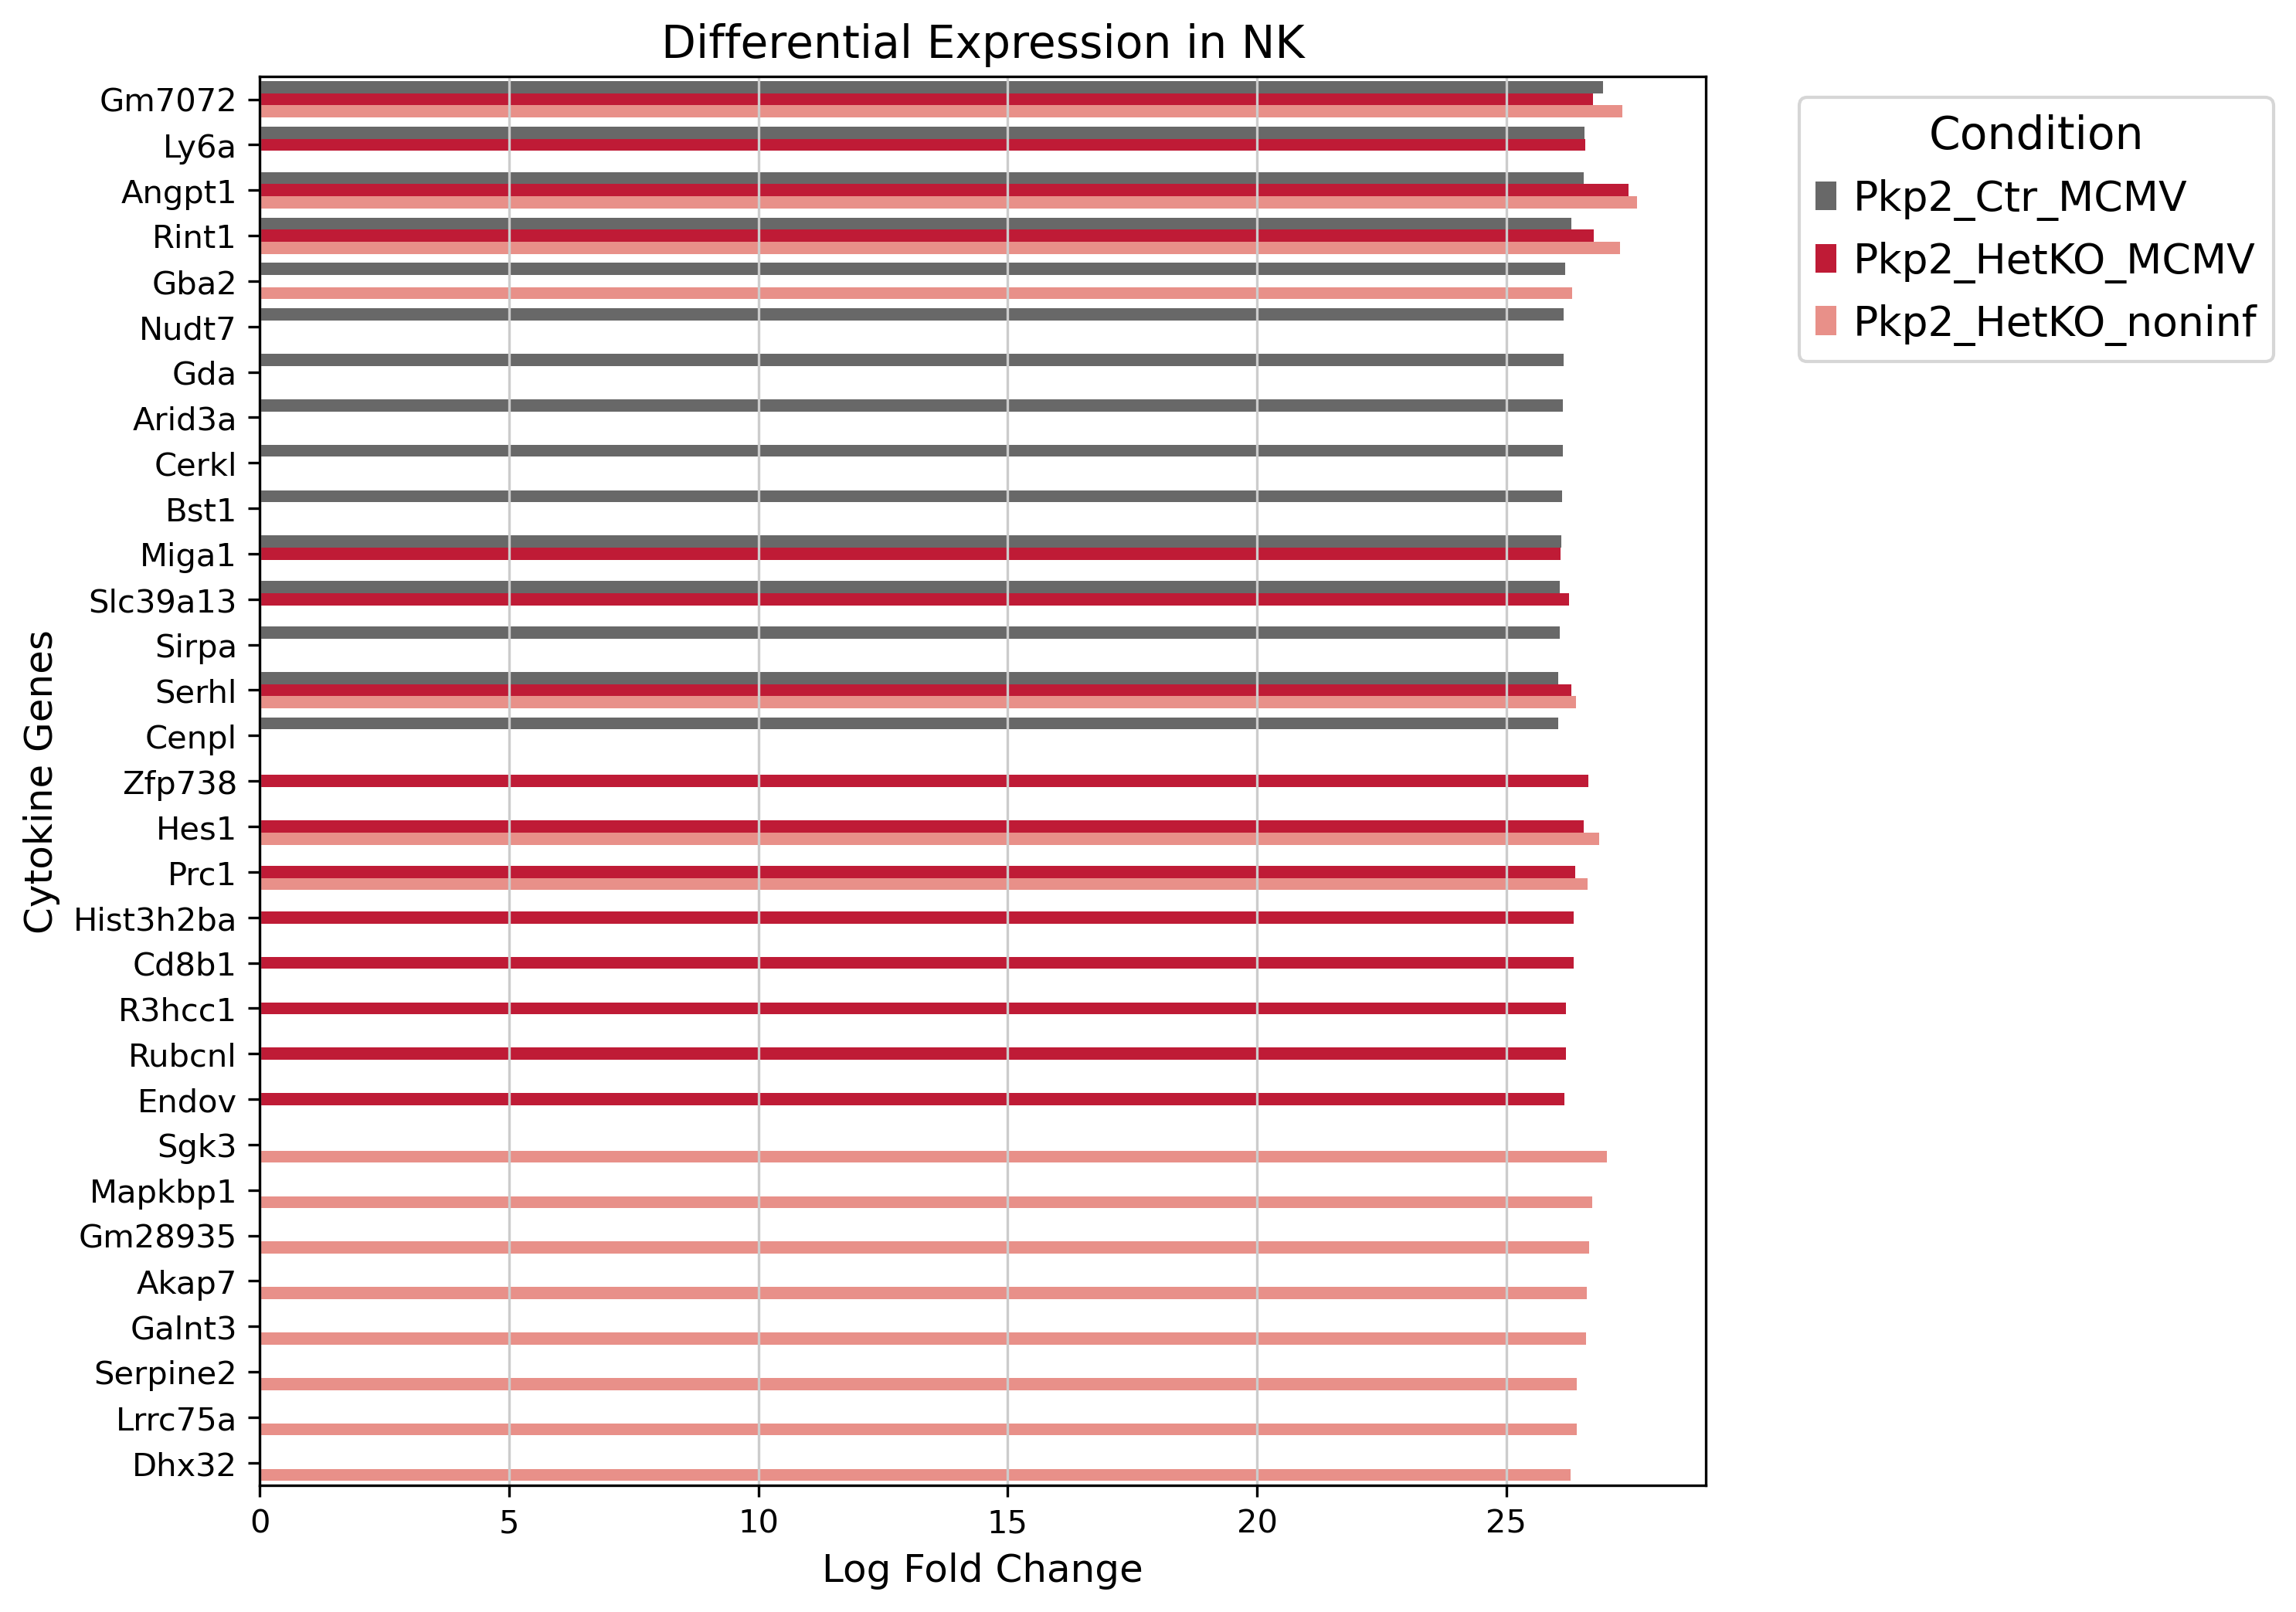 Differential Expression in NK
Gm7072
Ly6a
Angpt1
Rint1
Gba2
Nudt7
Gda
Arid3a
Cerkl
Bst1
Miga1
Slc39a13
Sirpa
Serhl
Cenpl
Zfp738
Hes1
Prc1
Hist3h2ba
Cd8b1
R3hcc1
Rubcnl
Endov
Sgk3
Mapkbp1
Gm28935
Akap7
Galnt3
Serpine2
Lrrc75a
Dhx32
Cytokine Genes
0 5 10 15 20 25
Log Fold Change
Condition
Pkp2_Ctr_MCMV
Pkp2_HetKO_MCMV
Pkp2_HetKO_noninf